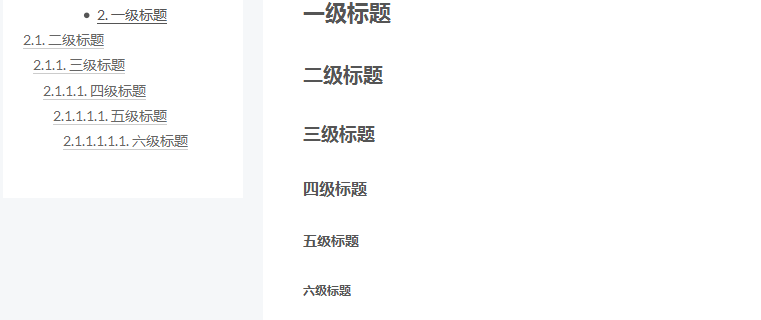 • 2. 一级标题
2.1. 二级标题
2.1.1. 三级标题
2.1.1.1. 四级标题
2.1.1.1.1. 五级标题
2.1.1.1.1.1. 六级标题
一级标题
二级标题
三级标题
四级标题
五级标题
六级标题